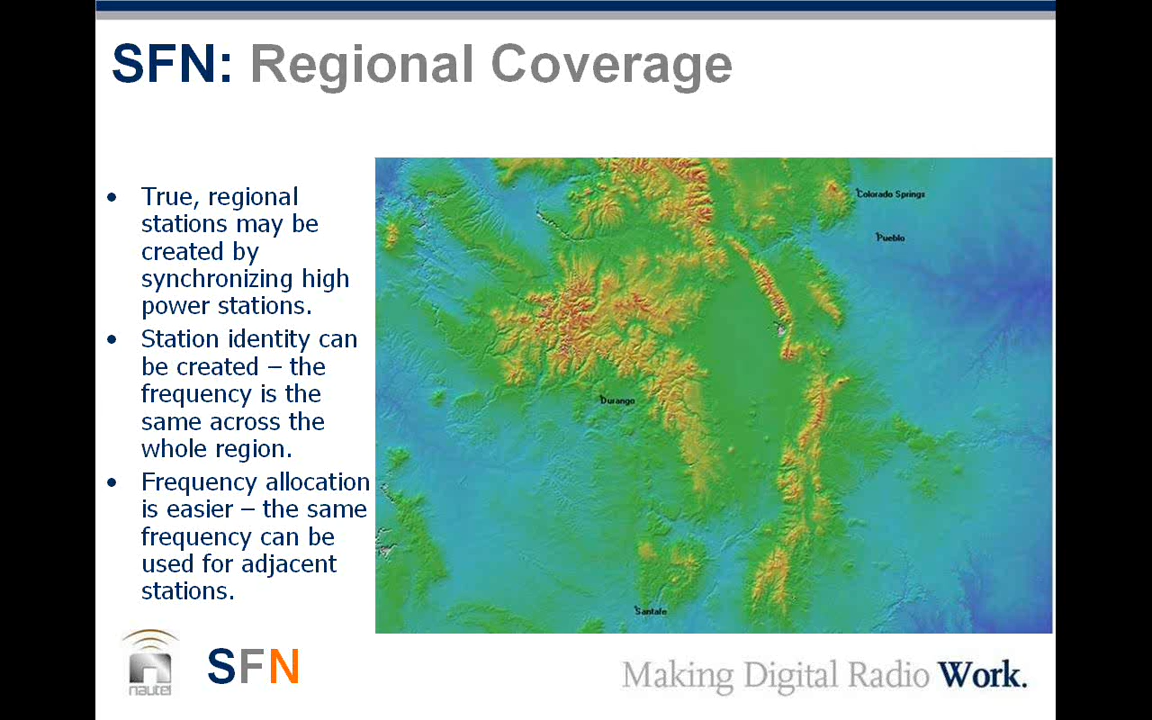 SFN: Regional Coverage
• True, regional
stations may be
created by
synchronizing high
power stations.
• Station identity can
be created – the
frequency is the
same across the
whole region.
• Frequency allocation
is easier – the same
frequency can be
used for adjacent
stations.
Colorado Springs
Pueblo
Durango
Santafe
nautel
SFN
Making Digital Radio Work.